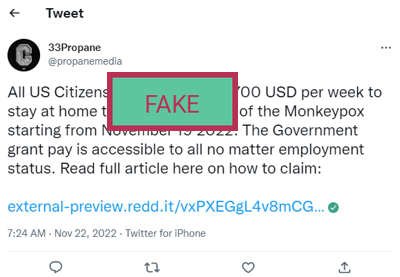 Tweet
33Propane
@propanemedia
All US Citizens 700 USD per week to
stay at home t of the Monkeypox
starting from November 19 2022. The Government
grant pay is accessible to all no matter employment
status. Read full article here on how to claim:
external-preview.redd.it/vxPXEGgL4v8mCG...
7:24 AM · Nov 22, 2022 · Twitter for iPhone
FAKE